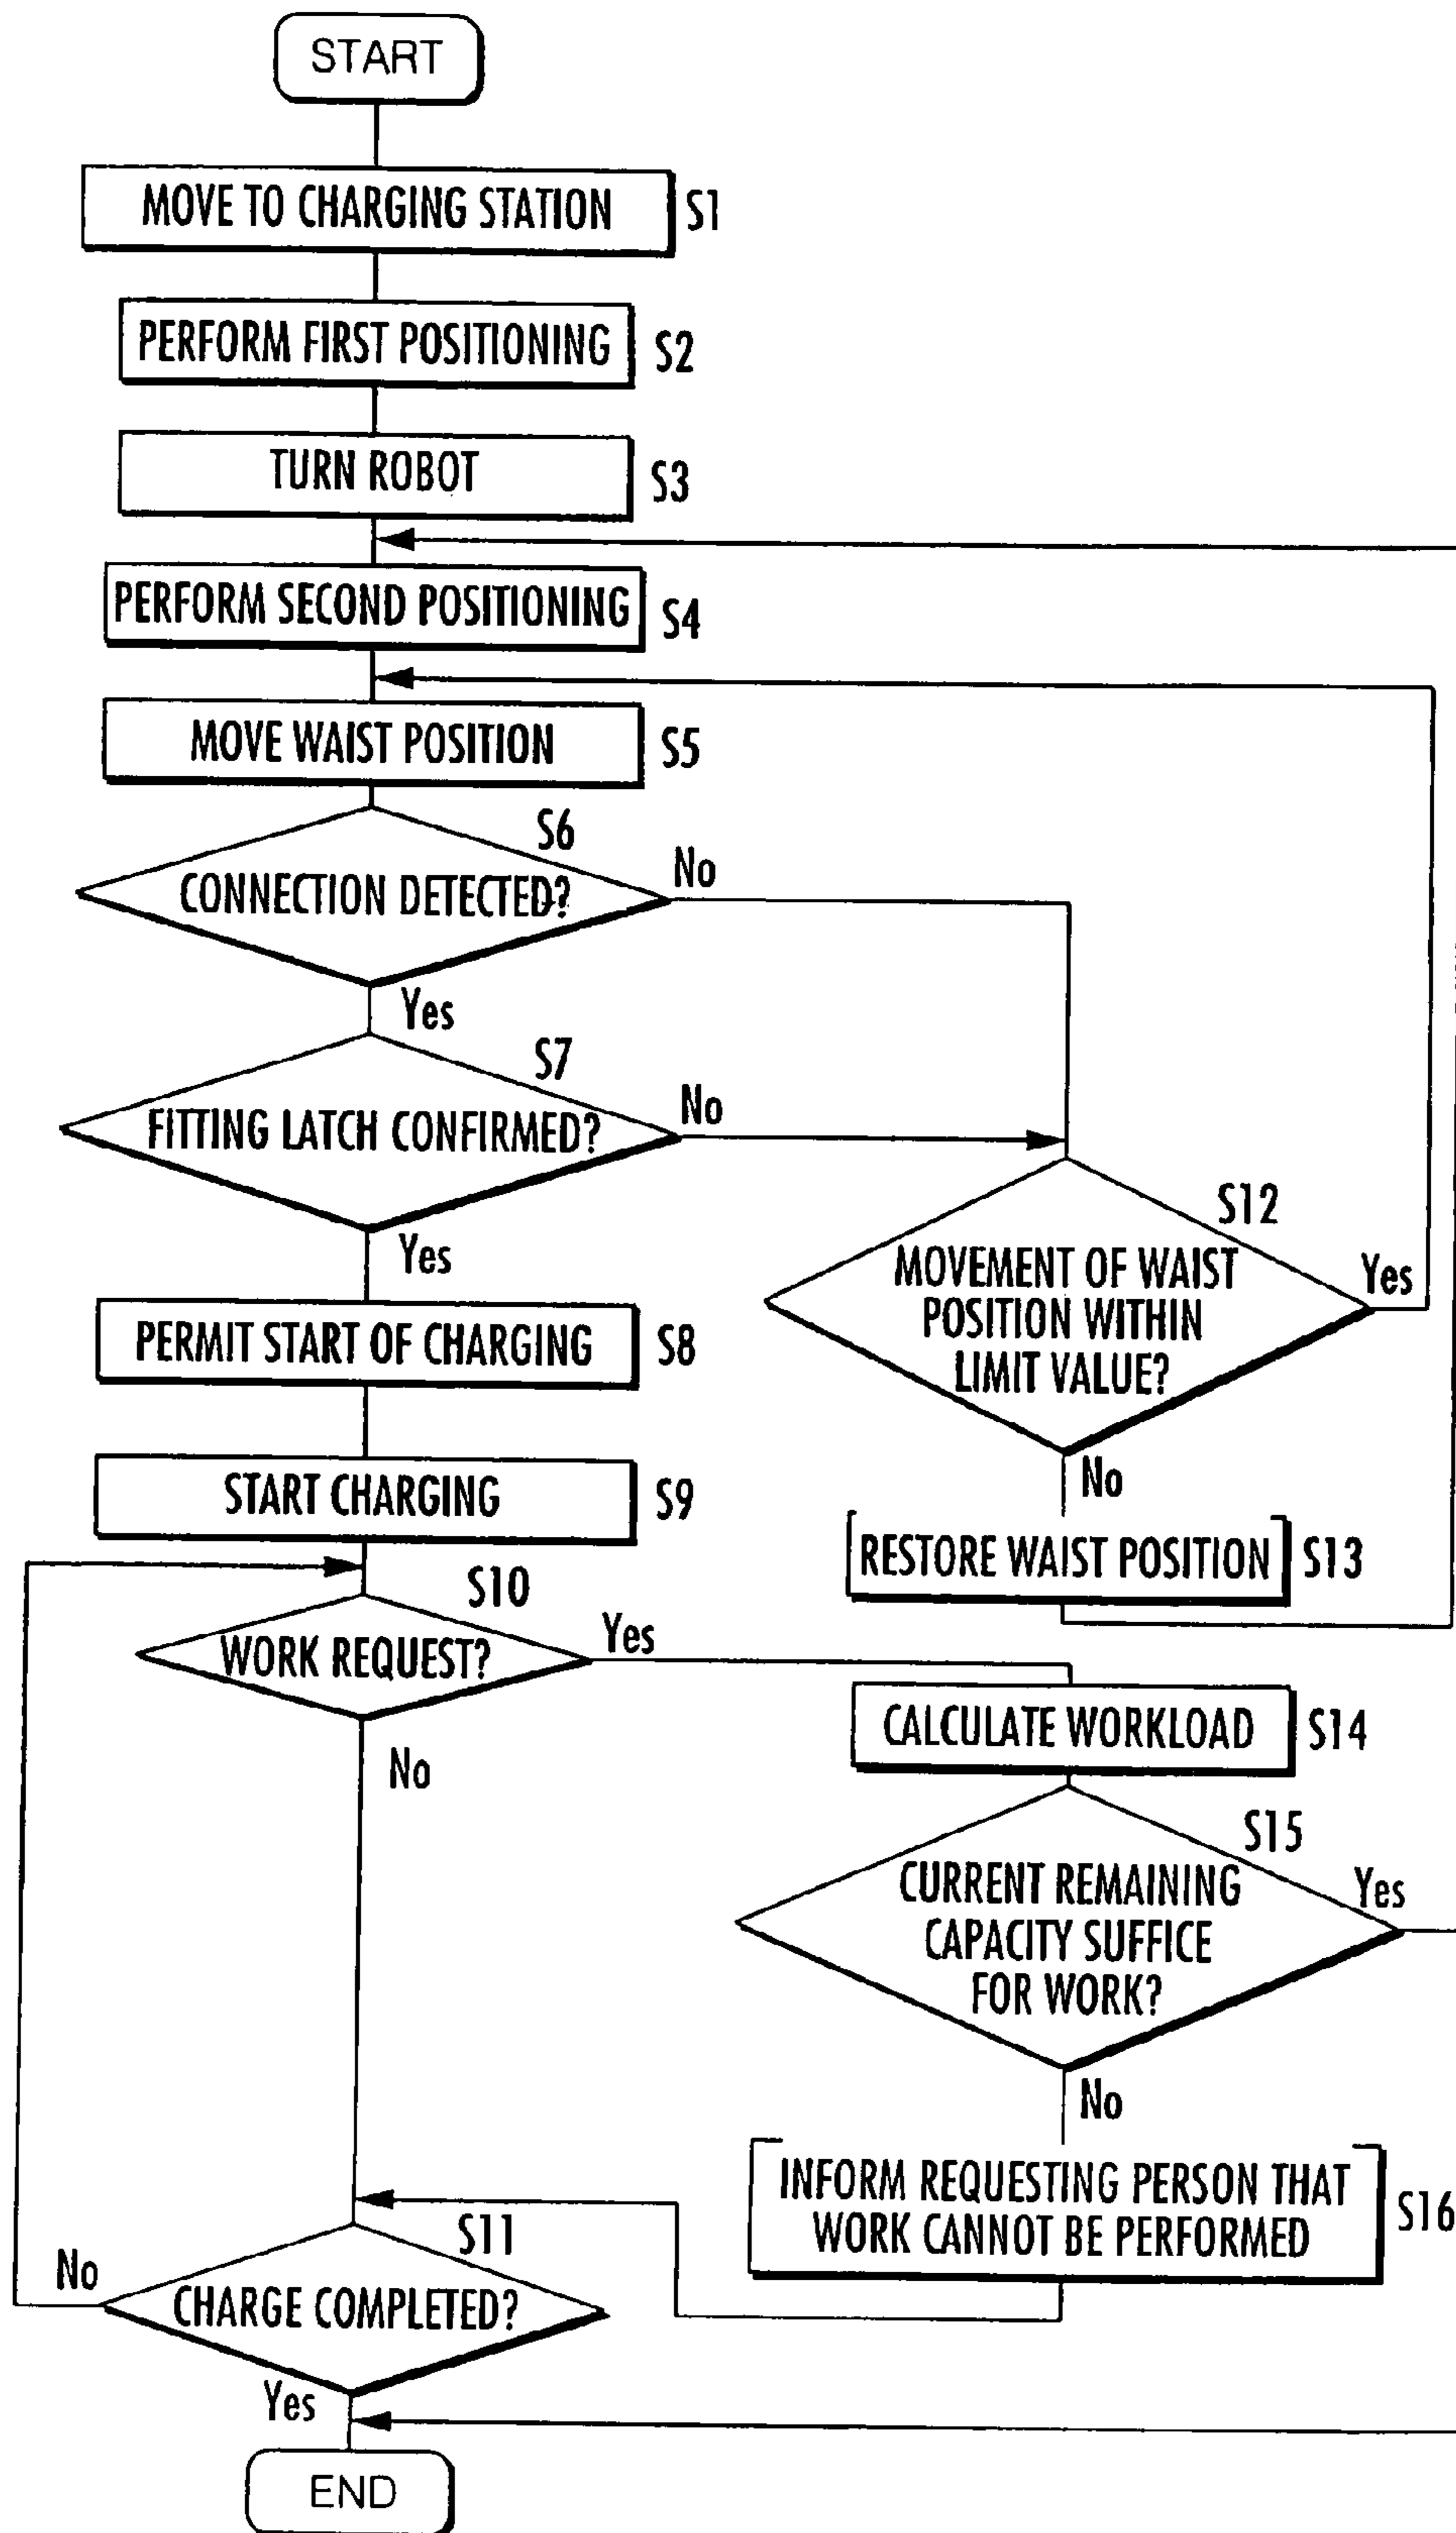 START
MOVE TO CHARGING STATION S1
PERFORM FIRST POSITIONING S2
TURN ROBOT S3
PERFORM SECOND POSITIONING S4
MOVE WAIST POSITION S5
S6
CONNECTION DETECTED?
No
Yes
S7
FITTING LATCH CONFIRMED?
No
Yes
S12
MOVEMENT OF WAIST
POSITION WITHIN
LIMIT VALUE?
Yes
No
PERMIT START OF CHARGING S8
START CHARGING S9
RESTORE WAIST POSITION S13
S10
WORK REQUEST?
Yes
No
CALCULATE WORKLOAD S14
S15
CURRENT REMAINING
CAPACITY SUFFICE
FOR WORK?
Yes
No
INFORM REQUESTING PERSON THAT
WORK CANNOT BE PERFORMED
S16
S11
CHARGE COMPLETED?
No
Yes
END